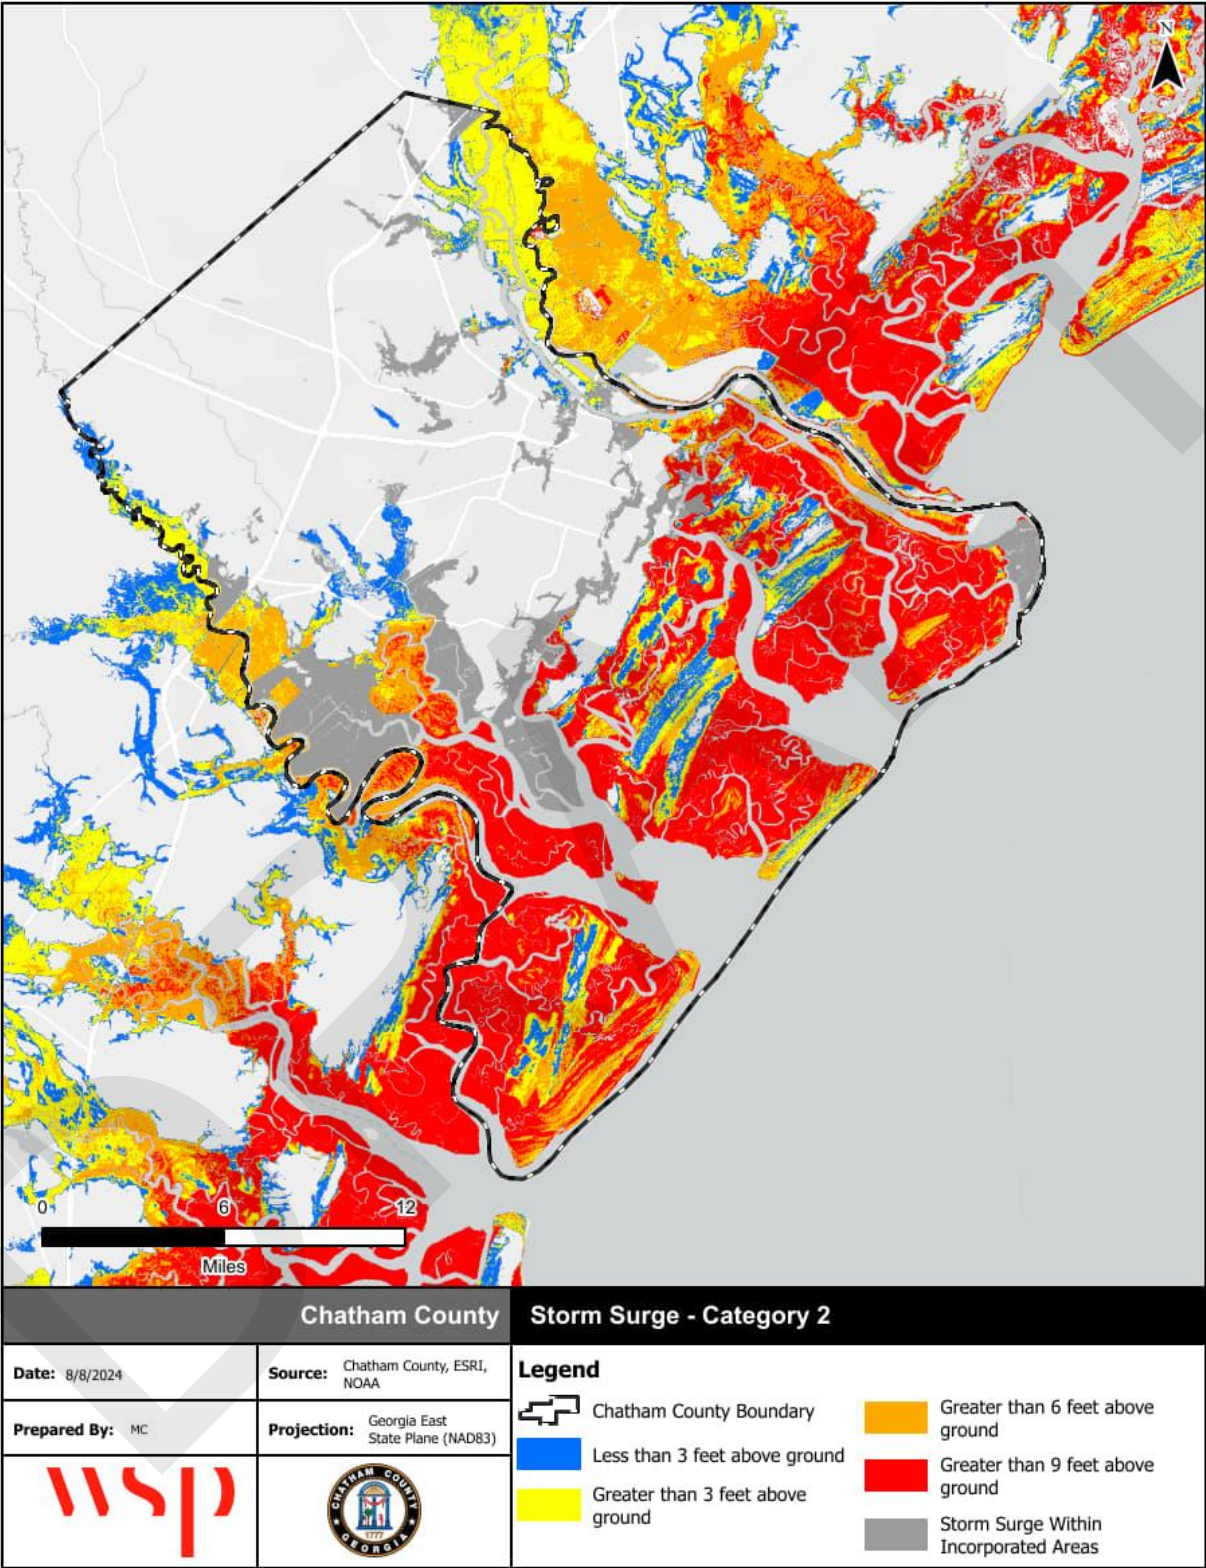 N
0 6 12
Miles
Chatham County
Storm Surge - Category 2
Date: 8/8/2024
Source: Chatham County, ESRI,
NOAA
Prepared By: MC
Projection: Georgia East
State Plane (NAD83)
wsp
CHATHAM COUNTY
1777
GEORGIA
Legend
Chatham County Boundary
Less than 3 feet above ground
Greater than 3 feet above
ground
Greater than 6 feet above
ground
Greater than 9 feet above
ground
Storm Surge Within
Incorporated Areas
DRAFT